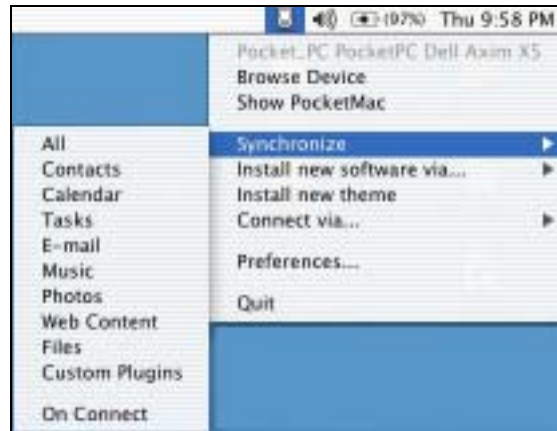 (97%) Thu 9:58 PM
Pocket_PC PocketPC Dell Axim X5
Browse Device
Show PocketMac
Synchronize
Install new software via...
Install new theme
Connect via...
Preferences...
Quit
All
Contacts
Calendar
Tasks
E-mail
Music
Photos
Web Content
Files
Custom Plugins
On Connect